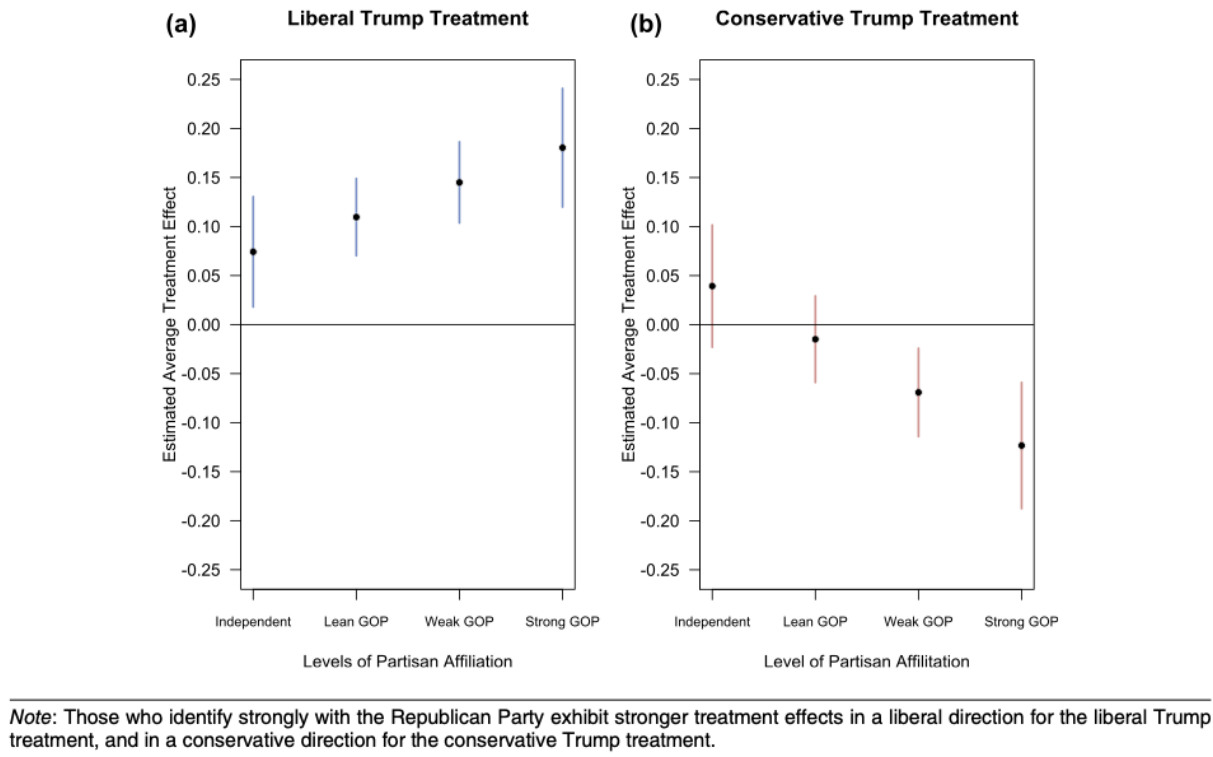 (a) Liberal Trump Treatment
Estimated Average Treatment Effect
0.25
0.20
0.15
0.10
0.05
0.00
-0.05
-0.10
-0.15
-0.20
-0.25
Independent Lean GOP Weak GOP Strong GOP
Levels of Partisan Affiliation
(b) Conservative Trump Treatment
Estimated Average Treatment Effect
0.25
0.20
0.15
0.10
0.05
0.00
-0.05
-0.10
-0.15
-0.20
-0.25
Independent Lean GOP Weak GOP Strong GOP
Level of Partisan Affilitation
Note: Those who identify strongly with the Republican Party exhibit stronger treatment effects in a liberal direction for the liberal Trump
treatment, and in a conservative direction for the conservative Trump treatment.